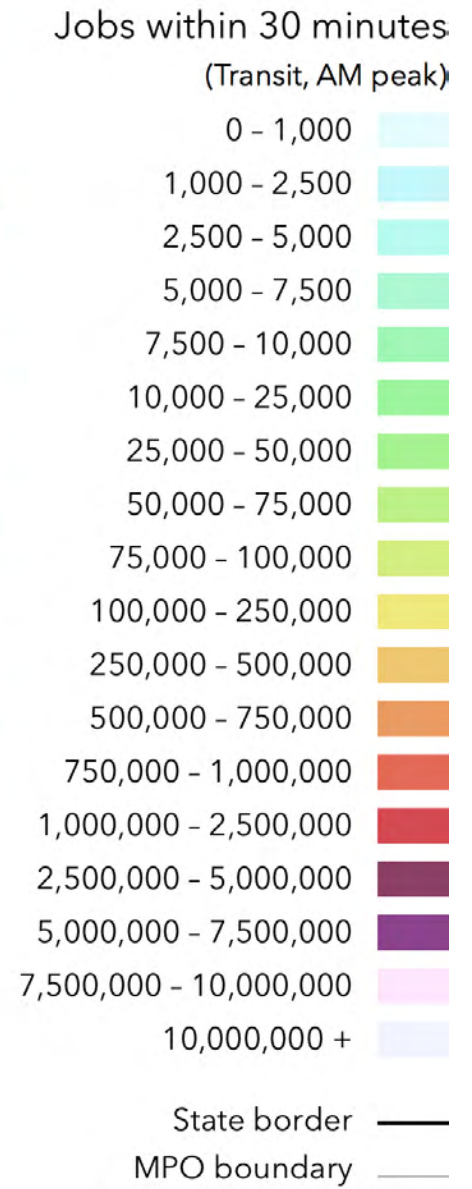 Jobs within 30 minutes
(Transit, AM peak)
0 – 1,000
1,000 – 2,500
2,500 – 5,000
5,000 – 7,500
7,500 – 10,000
10,000 – 25,000
25,000 – 50,000
50,000 – 75,000
75,000 – 100,000
100,000 – 250,000
250,000 – 500,000
500,000 – 750,000
750,000 – 1,000,000
1,000,000 – 2,500,000
2,500,000 – 5,000,000
5,000,000 – 7,500,000
7,500,000 – 10,000,000
10,000,000 +
State border
MPO boundary